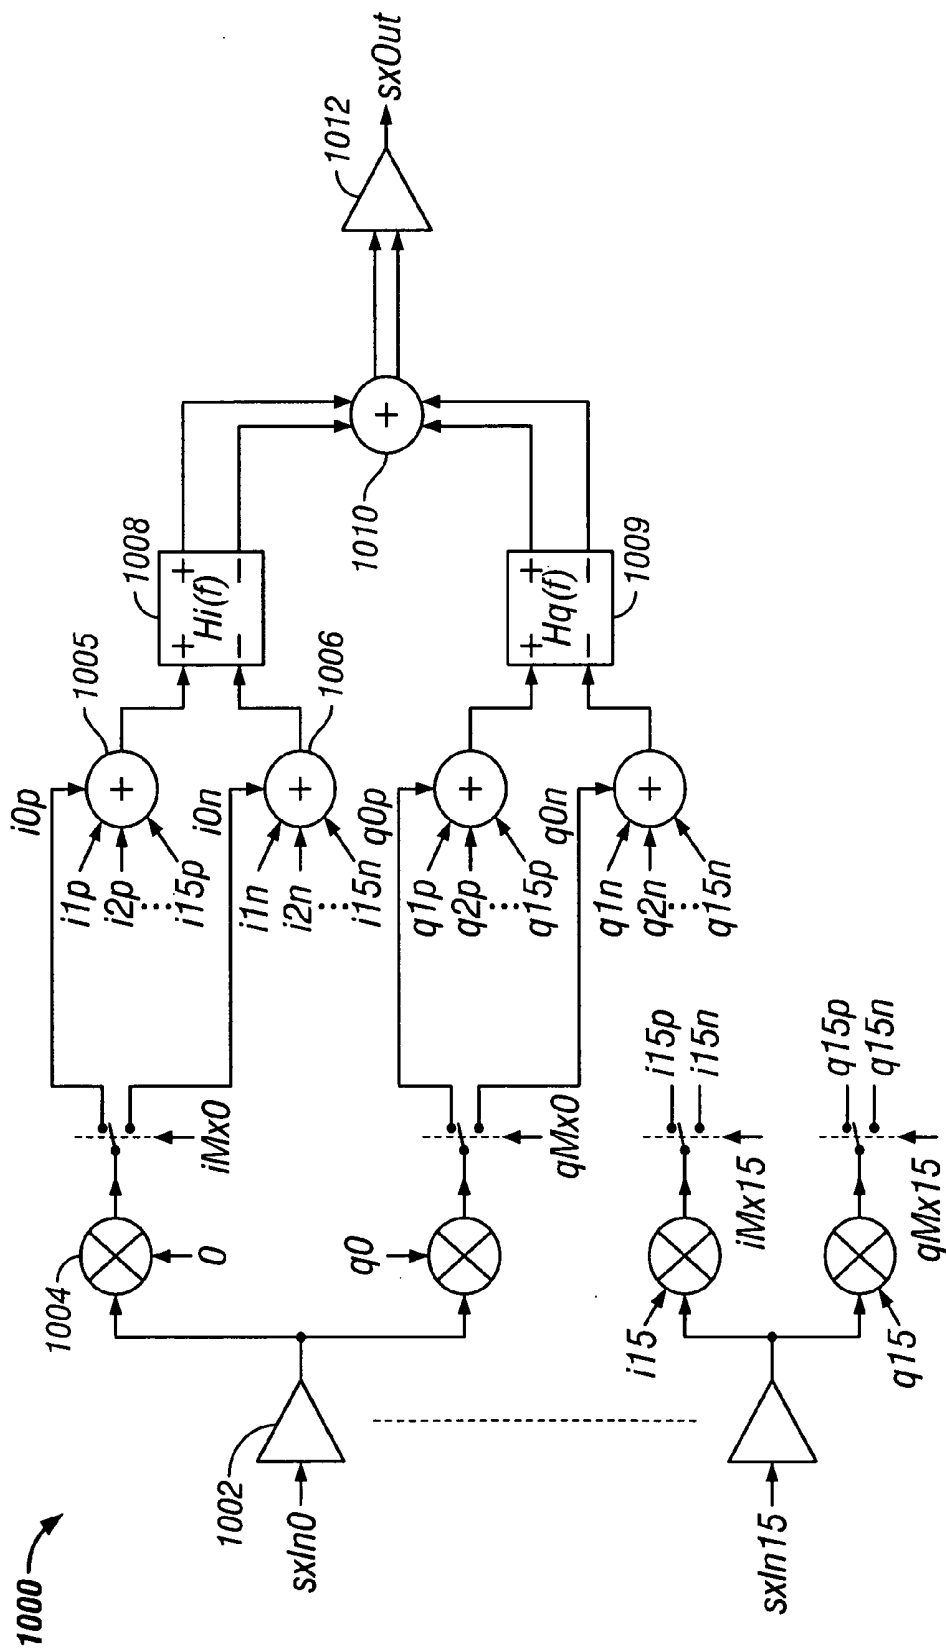 1000
sxIn0
1002
1004
0
iMx0
i0p
i1p
i2p
i15p
1005
+
i0n
i1n
i2n
i15n
1006
+
1008
+ +
Hi(f)
− −
q0
qMx0
q0p
q1p
q2p
q15p
+
q0n
q1n
q2n
q15n
+
+ +
Hq(f)
− −
1009
+
1010
1012
sxOut
sxIn15
i15
iMx15
i15p
i15n
q15
qMx15
q15p
q15n